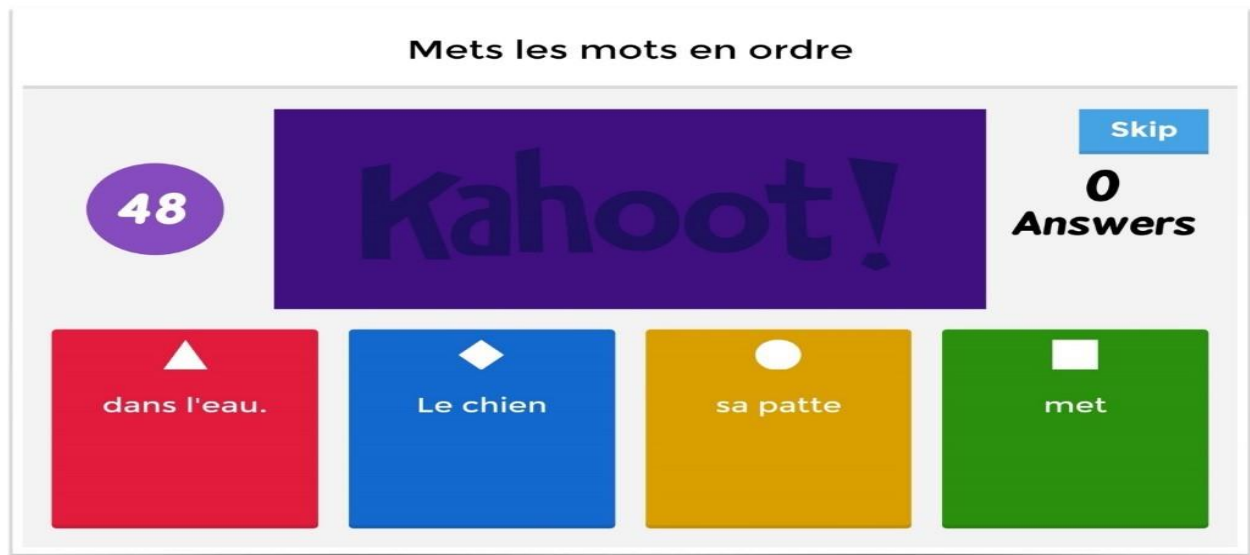 Mets les mots en ordre
Skip
48
Kahoot!
0
Answers
dans l'eau.
Le chien
sa patte
met